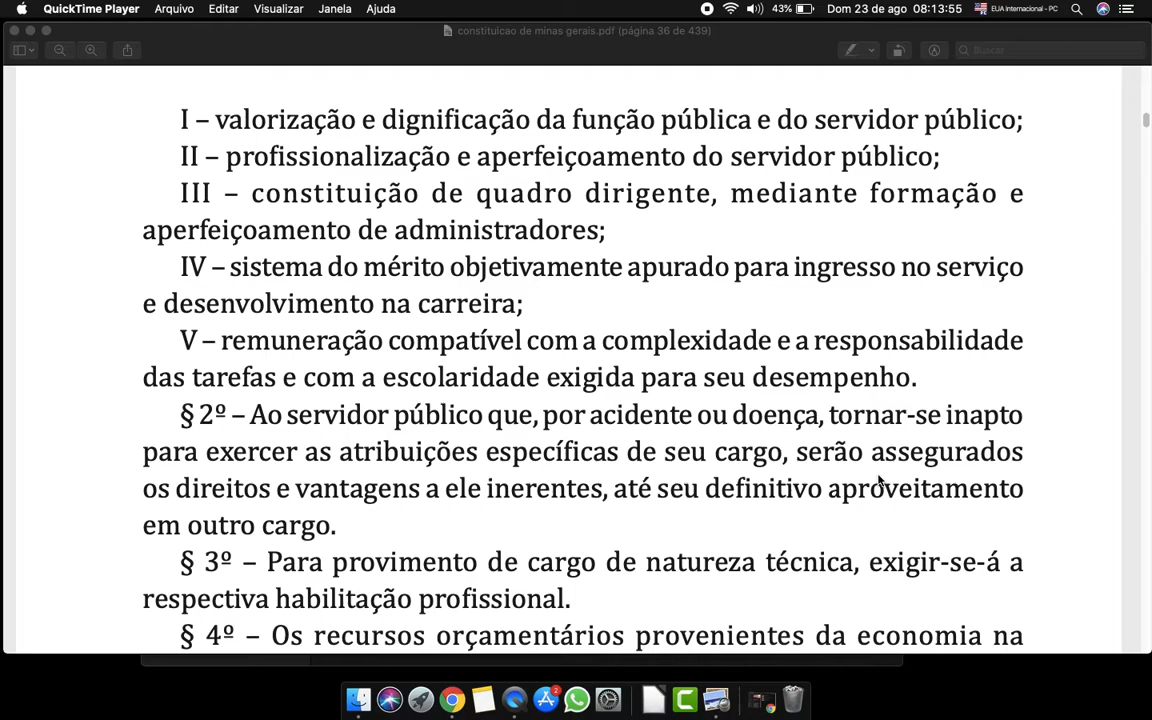 QuickTime Player Arquivo Editar Visualizar Janela Ajuda 43% Dom 23 de ago 08:13:55 EUA Internacional - PC
constituicao de minas gerais.pdf (página 36 de 439)
Buscar
I – valorização e dignificação da função pública e do servidor público;
II – profissionalização e aperfeiçoamento do servidor público;
III – constituição de quadro dirigente, mediante formação e
aperfeiçoamento de administradores;
IV – sistema do mérito objetivamente apurado para ingresso no serviço
e desenvolvimento na carreira;
V – remuneração compatível com a complexidade e a responsabilidade
das tarefas e com a escolaridade exigida para seu desempenho.
§ 2º – Ao servidor público que, por acidente ou doença, tornar-se inapto
para exercer as atribuições específicas de seu cargo, serão assegurados
os direitos e vantagens a ele inerentes, até seu definitivo aproveitamento
em outro cargo.
§ 3º – Para provimento de cargo de natureza técnica, exigir-se-á a
respectiva habilitação profissional.
§ 4º – Os recursos orçamentários provenientes da economia na
2